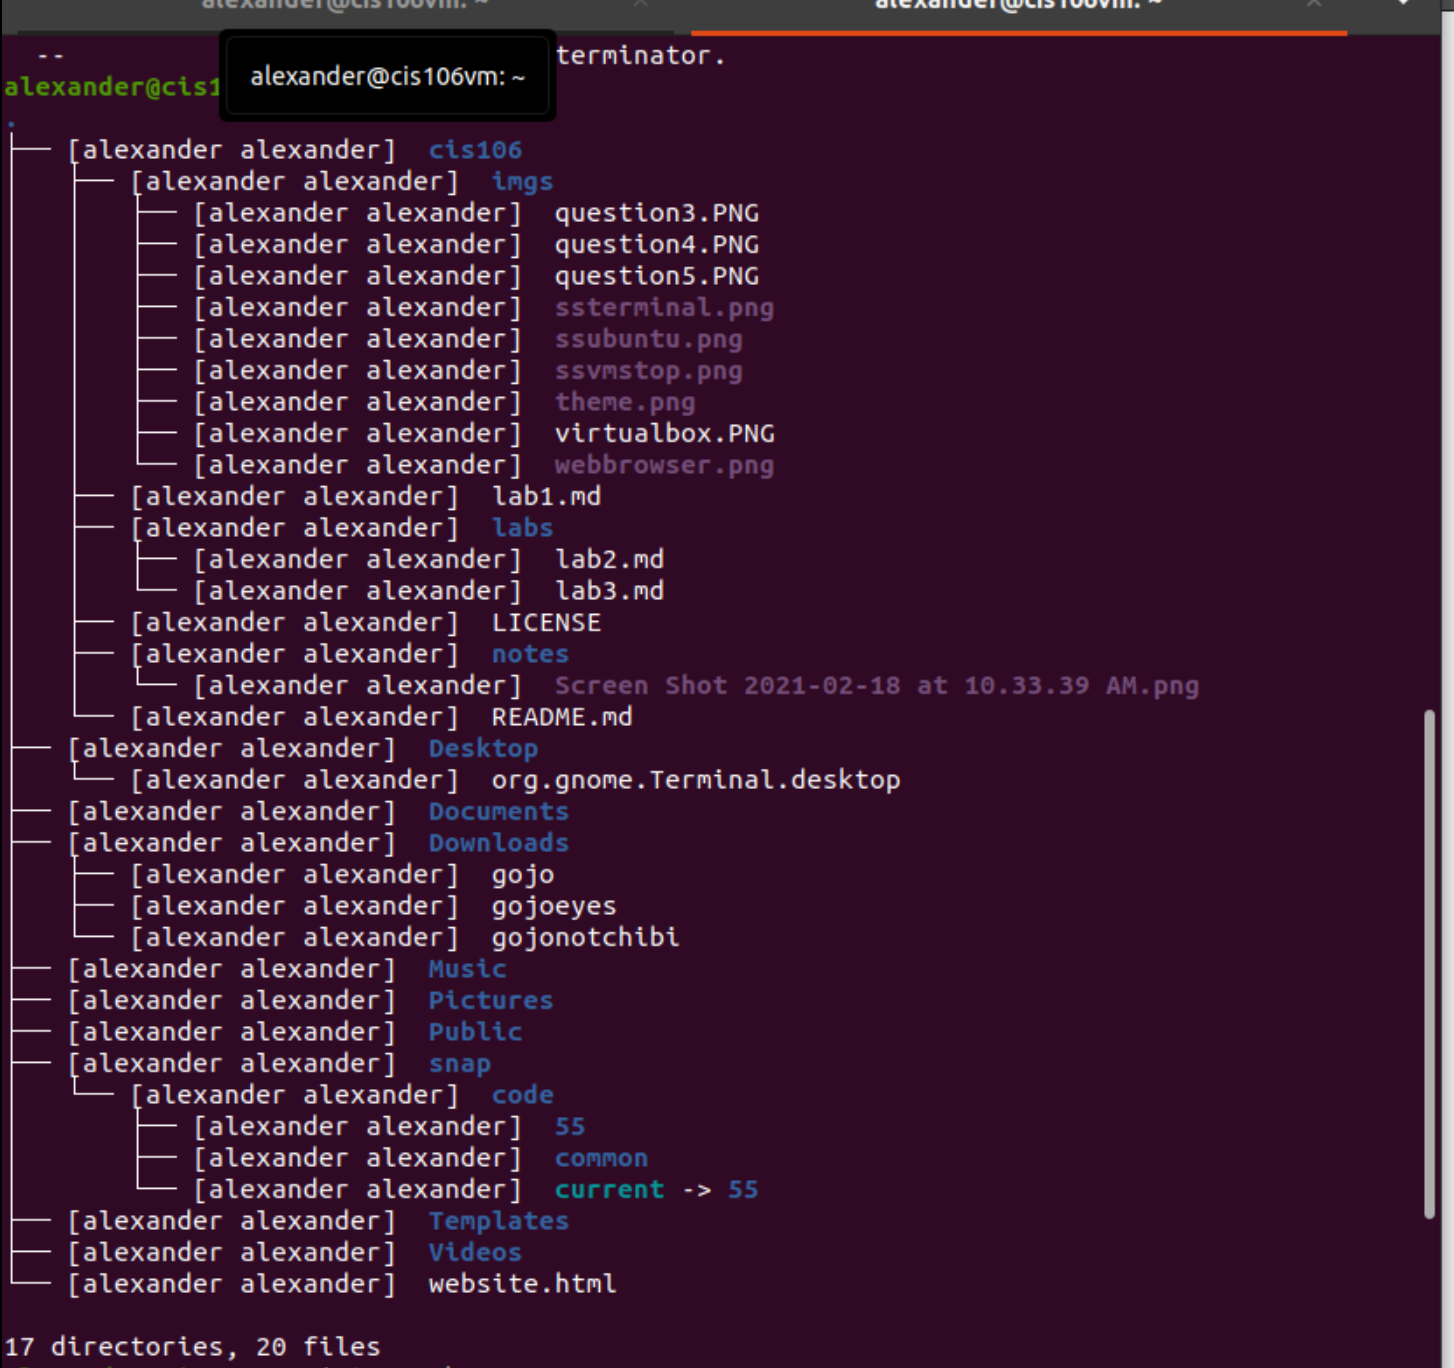 alexander@cis106vm: ~ alexander@cis106vm: ~
-- terminator.
alexander@cis1
alexander@cis106vm: ~
.
├── [alexander alexander]  cis106
│   ├── [alexander alexander]  imgs
│   │   ├── [alexander alexander]  question3.PNG
│   │   ├── [alexander alexander]  question4.PNG
│   │   ├── [alexander alexander]  question5.PNG
│   │   ├── [alexander alexander]  ssterminal.png
│   │   ├── [alexander alexander]  ssubuntu.png
│   │   ├── [alexander alexander]  ssvmstop.png
│   │   ├── [alexander alexander]  theme.png
│   │   ├── [alexander alexander]  virtualbox.PNG
│   │   └── [alexander alexander]  webbrowser.png
│   ├── [alexander alexander]  lab1.md
│   ├── [alexander alexander]  labs
│   │   ├── [alexander alexander]  lab2.md
│   │   └── [alexander alexander]  lab3.md
│   ├── [alexander alexander]  LICENSE
│   ├── [alexander alexander]  notes
│   │   └── [alexander alexander]  Screen Shot 2021-02-18 at 10.33.39 AM.png
│   └── [alexander alexander]  README.md
├── [alexander alexander]  Desktop
│   └── [alexander alexander]  org.gnome.Terminal.desktop
├── [alexander alexander]  Documents
├── [alexander alexander]  Downloads
│   ├── [alexander alexander]  gojo
│   ├── [alexander alexander]  gojoeyes
│   └── [alexander alexander]  gojonotchibi
├── [alexander alexander]  Music
├── [alexander alexander]  Pictures
├── [alexander alexander]  Public
├── [alexander alexander]  snap
│   └── [alexander alexander]  code
│       ├── [alexander alexander]  55
│       ├── [alexander alexander]  common
│       └── [alexander alexander]  current -> 55
├── [alexander alexander]  Templates
├── [alexander alexander]  Videos
└── [alexander alexander]  website.html
17 directories, 20 files